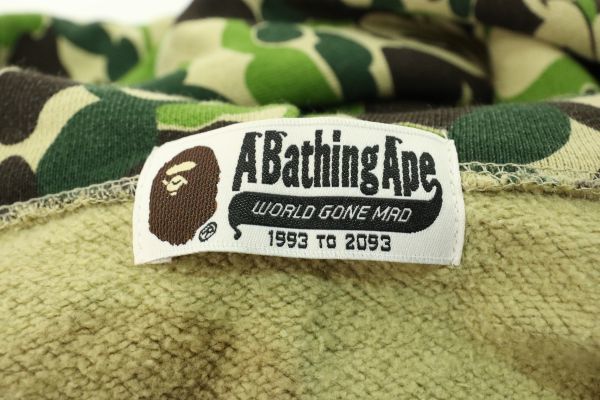 A Bathing Ape
WORLD GONE MAD
1993 TO 2093
®